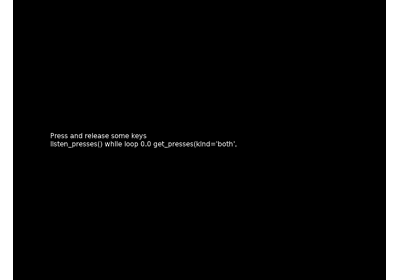 Press and release some keys
listen_presses() while loop 0.0 get_presses(kind='both',